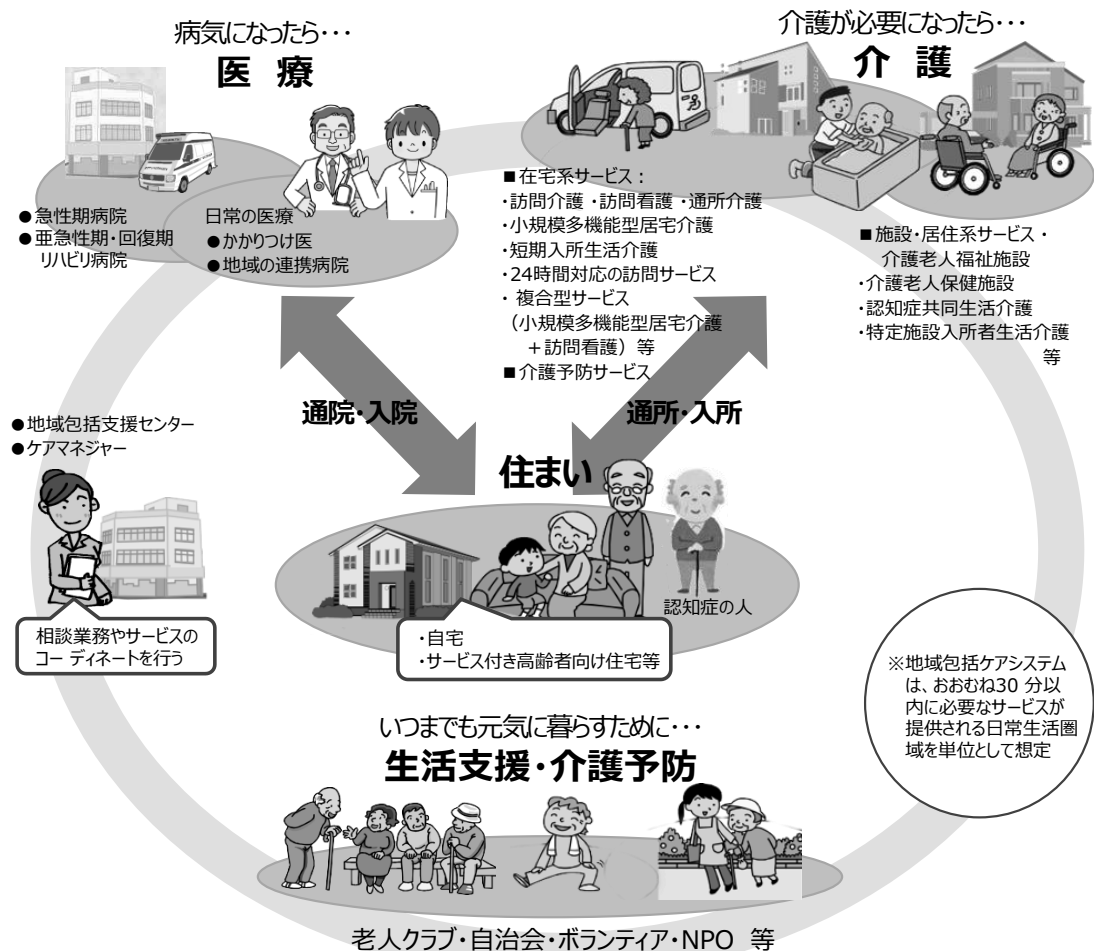 病気になったら･･･
医 療
●急性期病院
●亜急性期・回復期
リハビリ病院
日常の医療
●かかりつけ医
●地域の連携病院
介護が必要になったら･･･
介 護
■在宅系サービス：
・訪問介護 ・訪問看護 ・通所介護
・小規模多機能型居宅介護
・短期入所生活介護
・24時間対応の訪問サービス
・ 複合型サービス
（小規模多機能型居宅介護
＋訪問看護）等
■介護予防サービス
■施設・居住系サービス・
介護老人福祉施設
・介護老人保健施設
・認知症共同生活介護
・特定施設入所者生活介護
等
通院・入院
通所・入所
●地域包括支援センター
●ケアマネジャー
相談業務やサービスの
コー ディネートを行う
住まい
認知症の人
・自宅
・サービス付き高齢者向け住宅等
※地域包括ケアシステム
は、おおむね30 分以
内に必要なサービスが
提供される日常生活圏
域を単位として想定
いつまでも元気に暮らすために･･･
生活支援・介護予防
老人クラブ・自治会・ボランティア・NPO 等